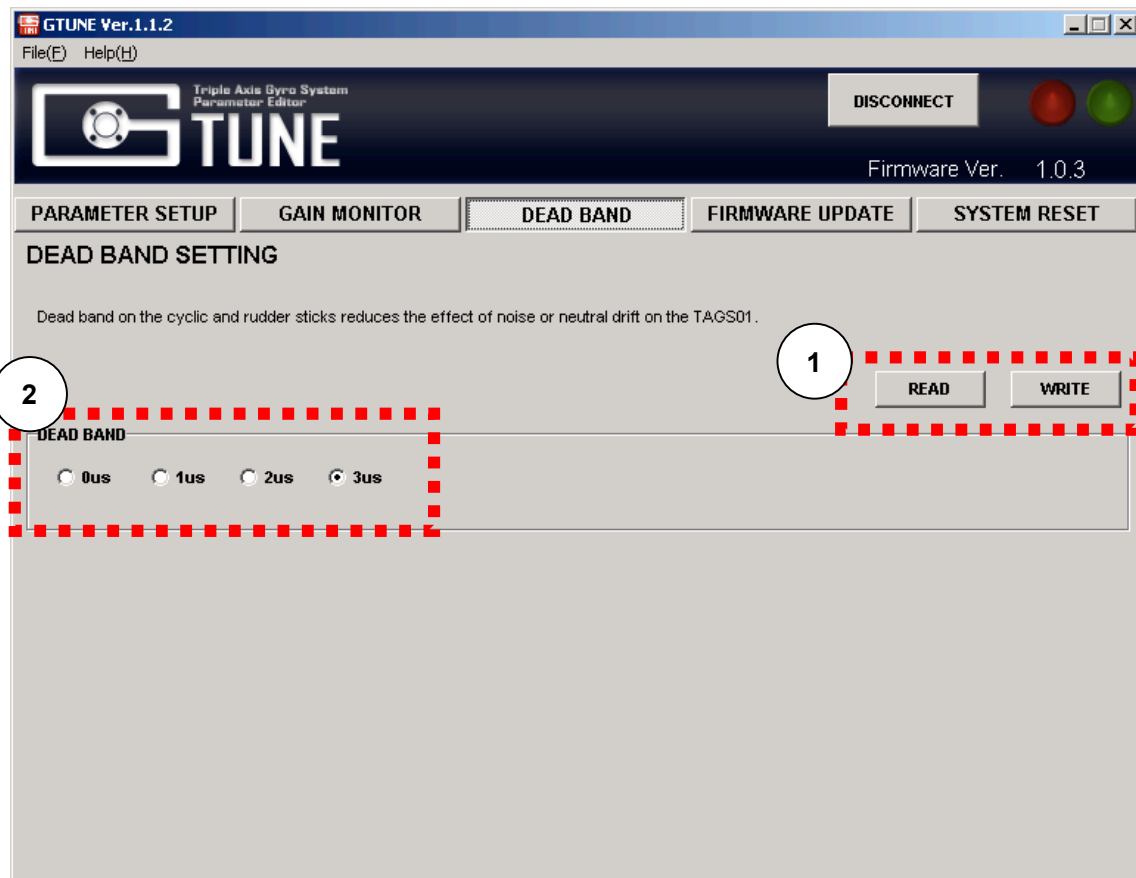 GTUNE Ver.1.1.2
File(F) Help(H)
Triple Axis Gyro System
Parameter Editor
G TUNE
DISCONNECT
Firmware Ver. 1.0.3
PARAMETER SETUP GAIN MONITOR DEAD BAND FIRMWARE UPDATE SYSTEM RESET
DEAD BAND SETTING
Dead band on the cyclic and rudder sticks reduces the effect of noise or neutral drift on the TAGS01.
1
READ WRITE
2
DEAD BAND
0us 1us 2us 3us